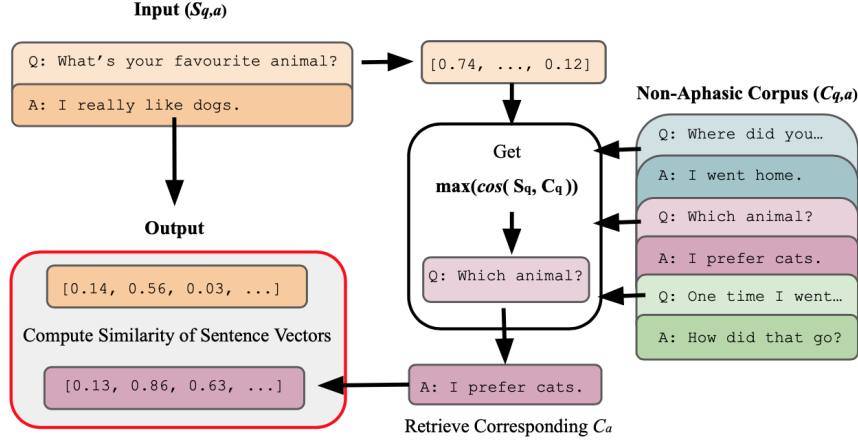 Input (Sq,a)
Q: What's your favourite animal?
A: I really like dogs.
[0.74, ..., 0.12]
Non-Aphasic Corpus (Cq,a)
Q: Where did you…
A: I went home.
Q: Which animal?
A: I prefer cats.
Q: One time I went…
A: How did that go?
Get
max(cos( Sq, Cq ))
Q: Which animal?
A: I prefer cats.
Retrieve Corresponding Ca
Output
[0.14, 0.56, 0.03, ...]
Compute Similarity of Sentence Vectors
[0.13, 0.86, 0.63, ...]